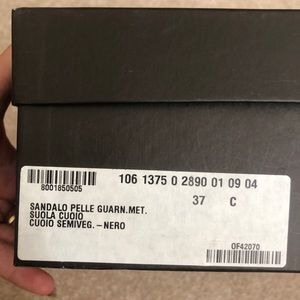 106 1375 0 2890 01 09 04
8001850505
37 C
SANDALO PELLE GUARN.MET.
SUOLA CUOIO
CUOIO SEMIVEG.-NERO
OF42070